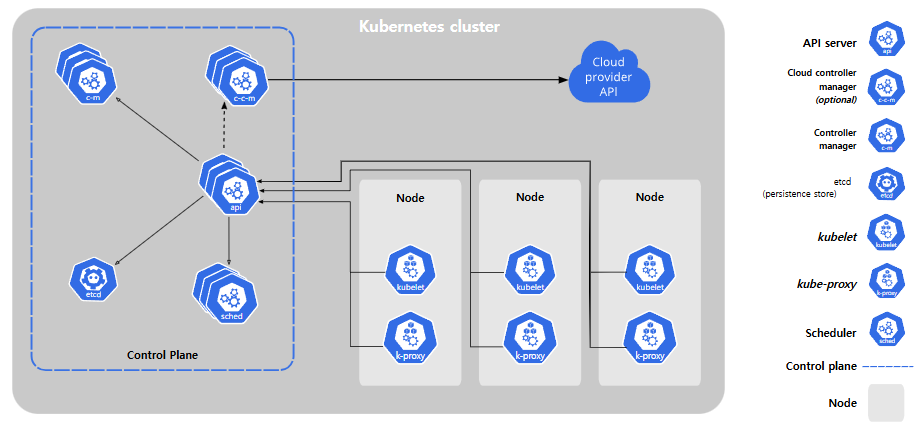 Kubernetes cluster
c-m
c-c-m
Cloud
provider
API
api
etcd
sched
Control Plane
Node
Node
Node
kubelet
kubelet
kubelet
k-proxy
k-proxy
k-proxy
API server
api
Cloud controller
manager
(optional)
c-c-m
Controller
manager
c-m
etcd
(persistence store)
etcd
kubelet
kubelet
kube-proxy
k-proxy
Scheduler
sched
Control plane
Node